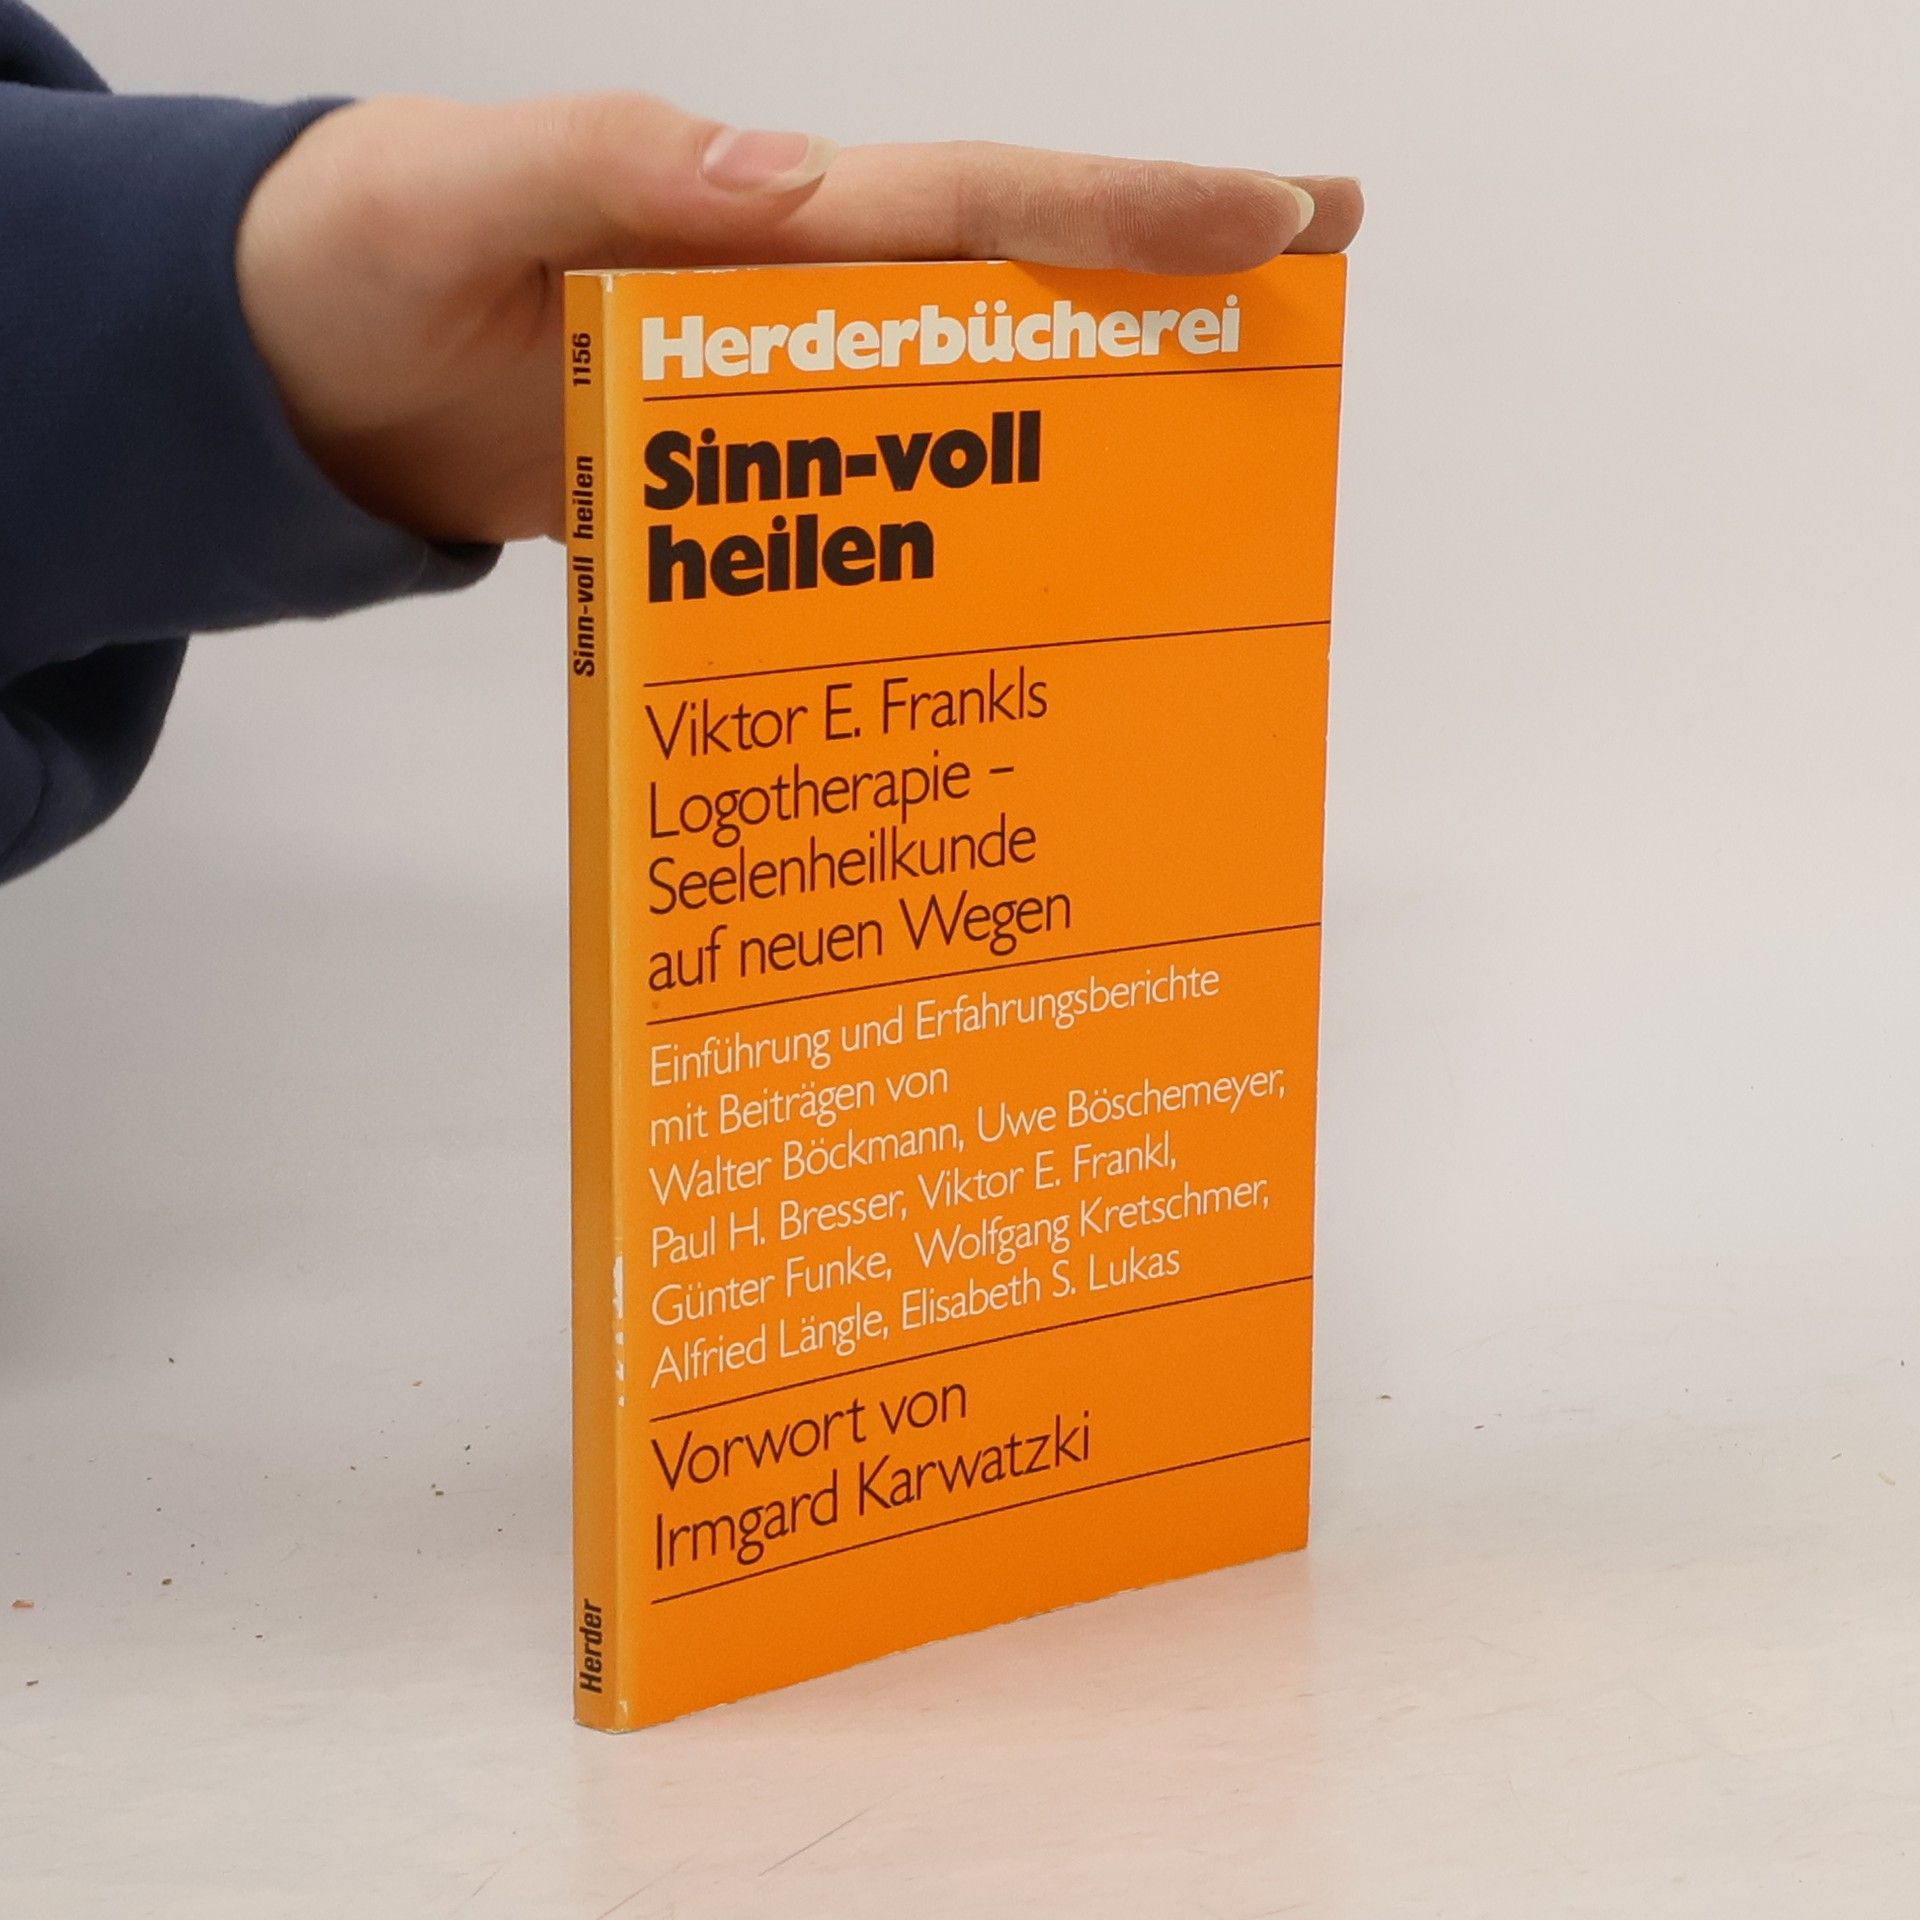 Herderbücherei
Sinn-voll
heilen
Viktor E. Frankls
Logotherapie –
Seelenheilkunde
auf neuen Wegen
Einführung und Erfahrungsberichte
mit Beiträgen von
Walter Böckmann, Uwe Böschemeyer,
Paul H. Bresser, Viktor E. Frankl,
Günter Funke, Wolfgang Kretschmer,
Alfried Längle, Elisabeth S. Lukas
Vorwort von
Irmgard Karwatzki
Herder Sinn-voll heilen 1156